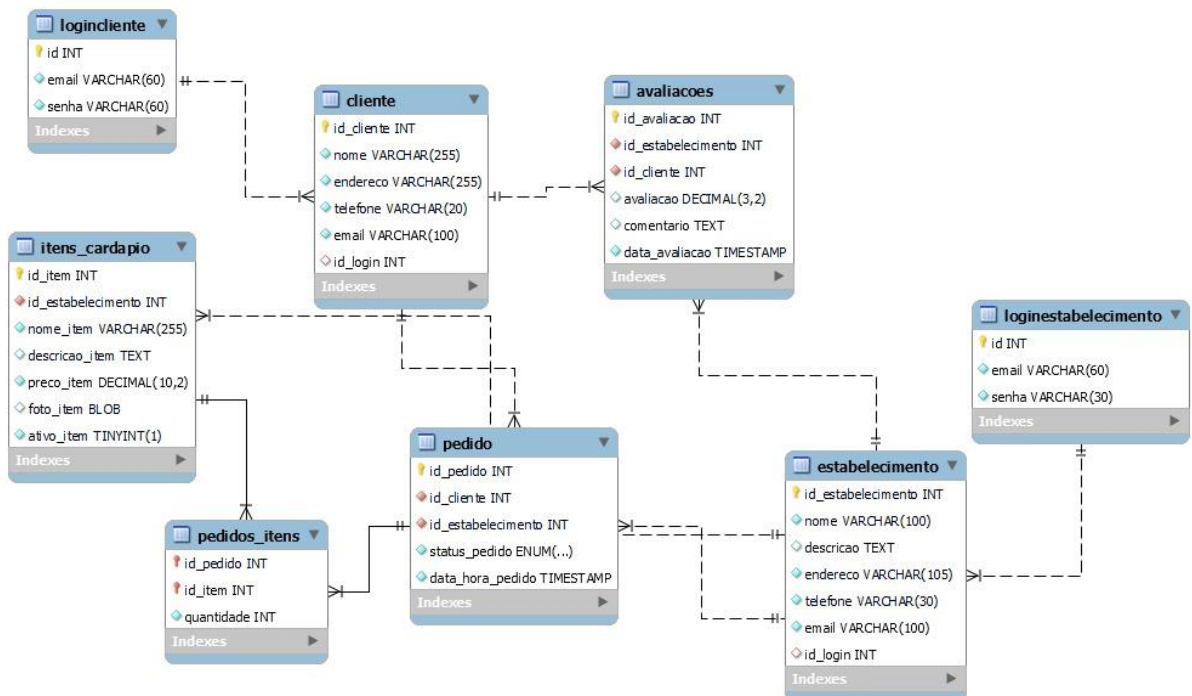 logincliente
id INT
email VARCHAR(60)
senha VARCHAR(60)
Indexes
cliente
id_cliente INT
nome VARCHAR(255)
endereco VARCHAR(255)
telefone VARCHAR(20)
email VARCHAR(100)
id_login INT
Indexes
avaliacoes
id_avaliacao INT
id_estabelecimento INT
id_cliente INT
avaliacao DECIMAL(3,2)
comentario TEXT
data_avaliacao TIMESTAMP
Indexes
itens_cardapio
id_item INT
id_estabelecimento INT
nome_item VARCHAR(255)
descricao_item TEXT
preco_item DECIMAL(10,2)
foto_item BLOB
ativo_item TINYINT(1)
Indexes
loginestabelecimento
id INT
email VARCHAR(60)
senha VARCHAR(30)
Indexes
pedido
id_pedido INT
id_cliente INT
id_estabelecimento INT
status_pedido ENUM(...)
data_hora_pedido TIMESTAMP
Indexes
estabelecimento
id_estabelecimento INT
nome VARCHAR(100)
descricao TEXT
endereco VARCHAR(105)
telefone VARCHAR(30)
email VARCHAR(100)
id_login INT
Indexes
pedidos_itens
id_pedido INT
id_item INT
quantidade INT
Indexes